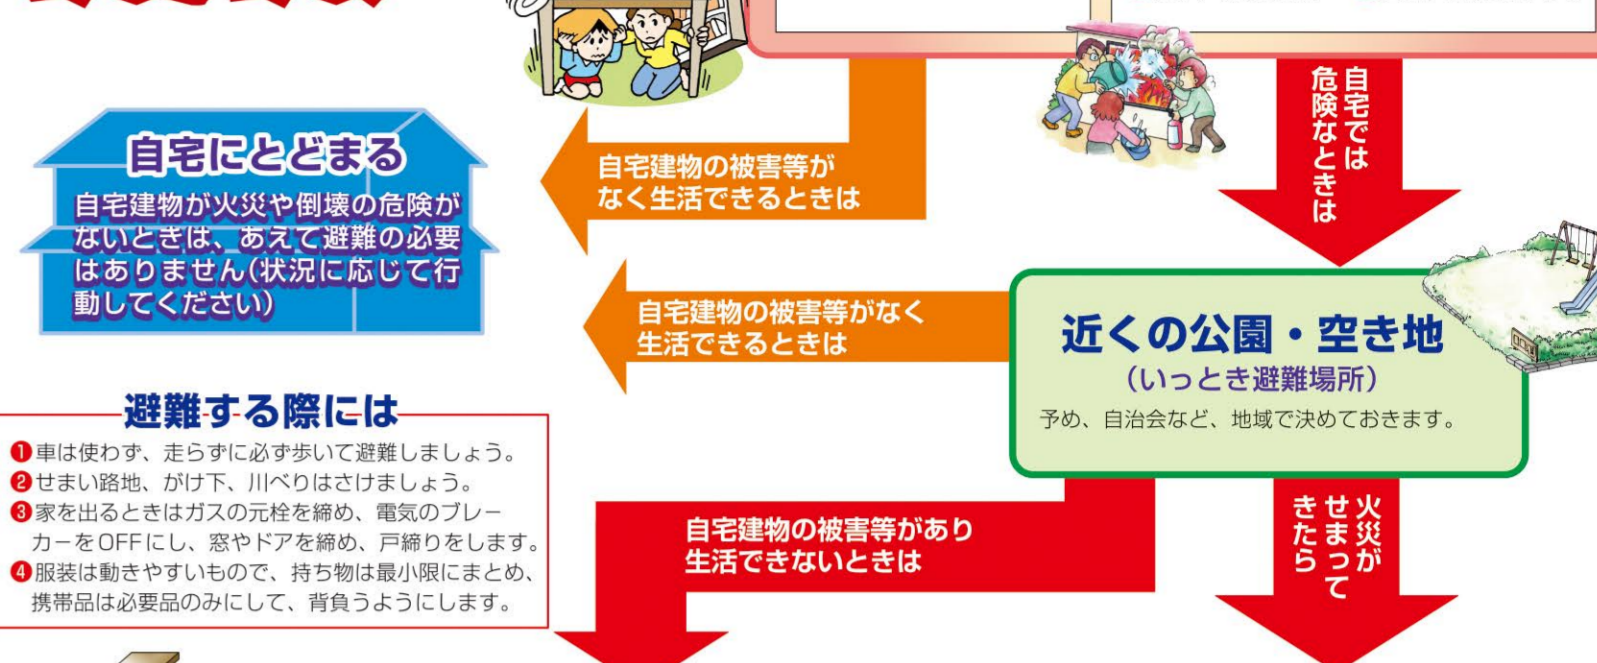 自宅では
危険なときは
自宅建物の被害等が
なく生活できるときは
自宅にとどまる
自宅建物が火災や倒壊の危険が
ないときは、あえて避難の必要
はありません(状況に応じて行
動してください)
自宅建物の被害等がなく
生活できるときは
近くの公園・空き地
(いっとき避難場所)
予め、自治会など、地域で決めておきます。
避難する際には
❶車は使わず、走らずに必ず歩いて避難しましょう。
❷せまい路地、がけ下、川べりはさけましょう。
❸家を出るときはガスの元栓を締め、電気のブレー
カーをOFFにし、窓やドアを締め、戸締りをします。
❹服装は動きやすいもので、持ち物は最小限にまとめ、
携帯品は必要品のみにして、背負うようにします。
自宅建物の被害等があり
生活できないときは
火災が
せまって
きたら